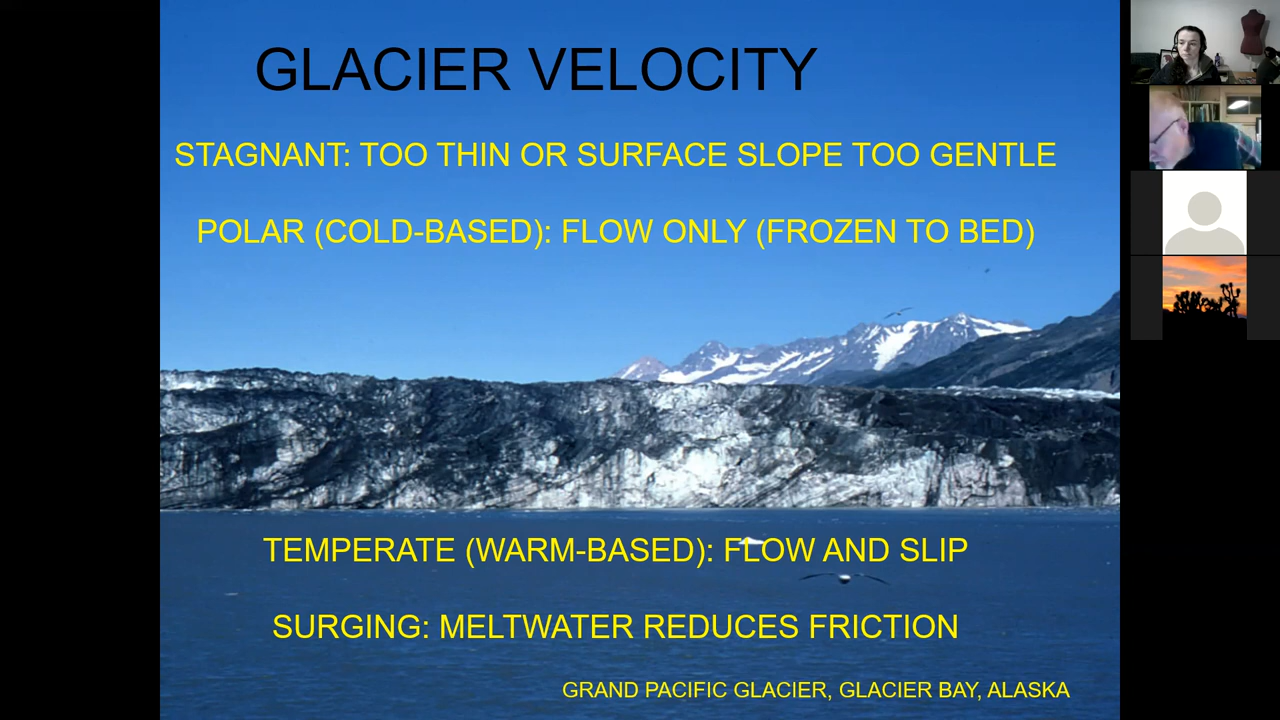 GLACIER VELOCITY
STAGNANT: TOO THIN OR SURFACE SLOPE TOO GENTLE
POLAR (COLD-BASED): FLOW ONLY (FROZEN TO BED)
TEMPERATE (WARM-BASED): FLOW AND SLIP
SURGING: MELTWATER REDUCES FRICTION
GRAND PACIFIC GLACIER, GLACIER BAY, ALASKA